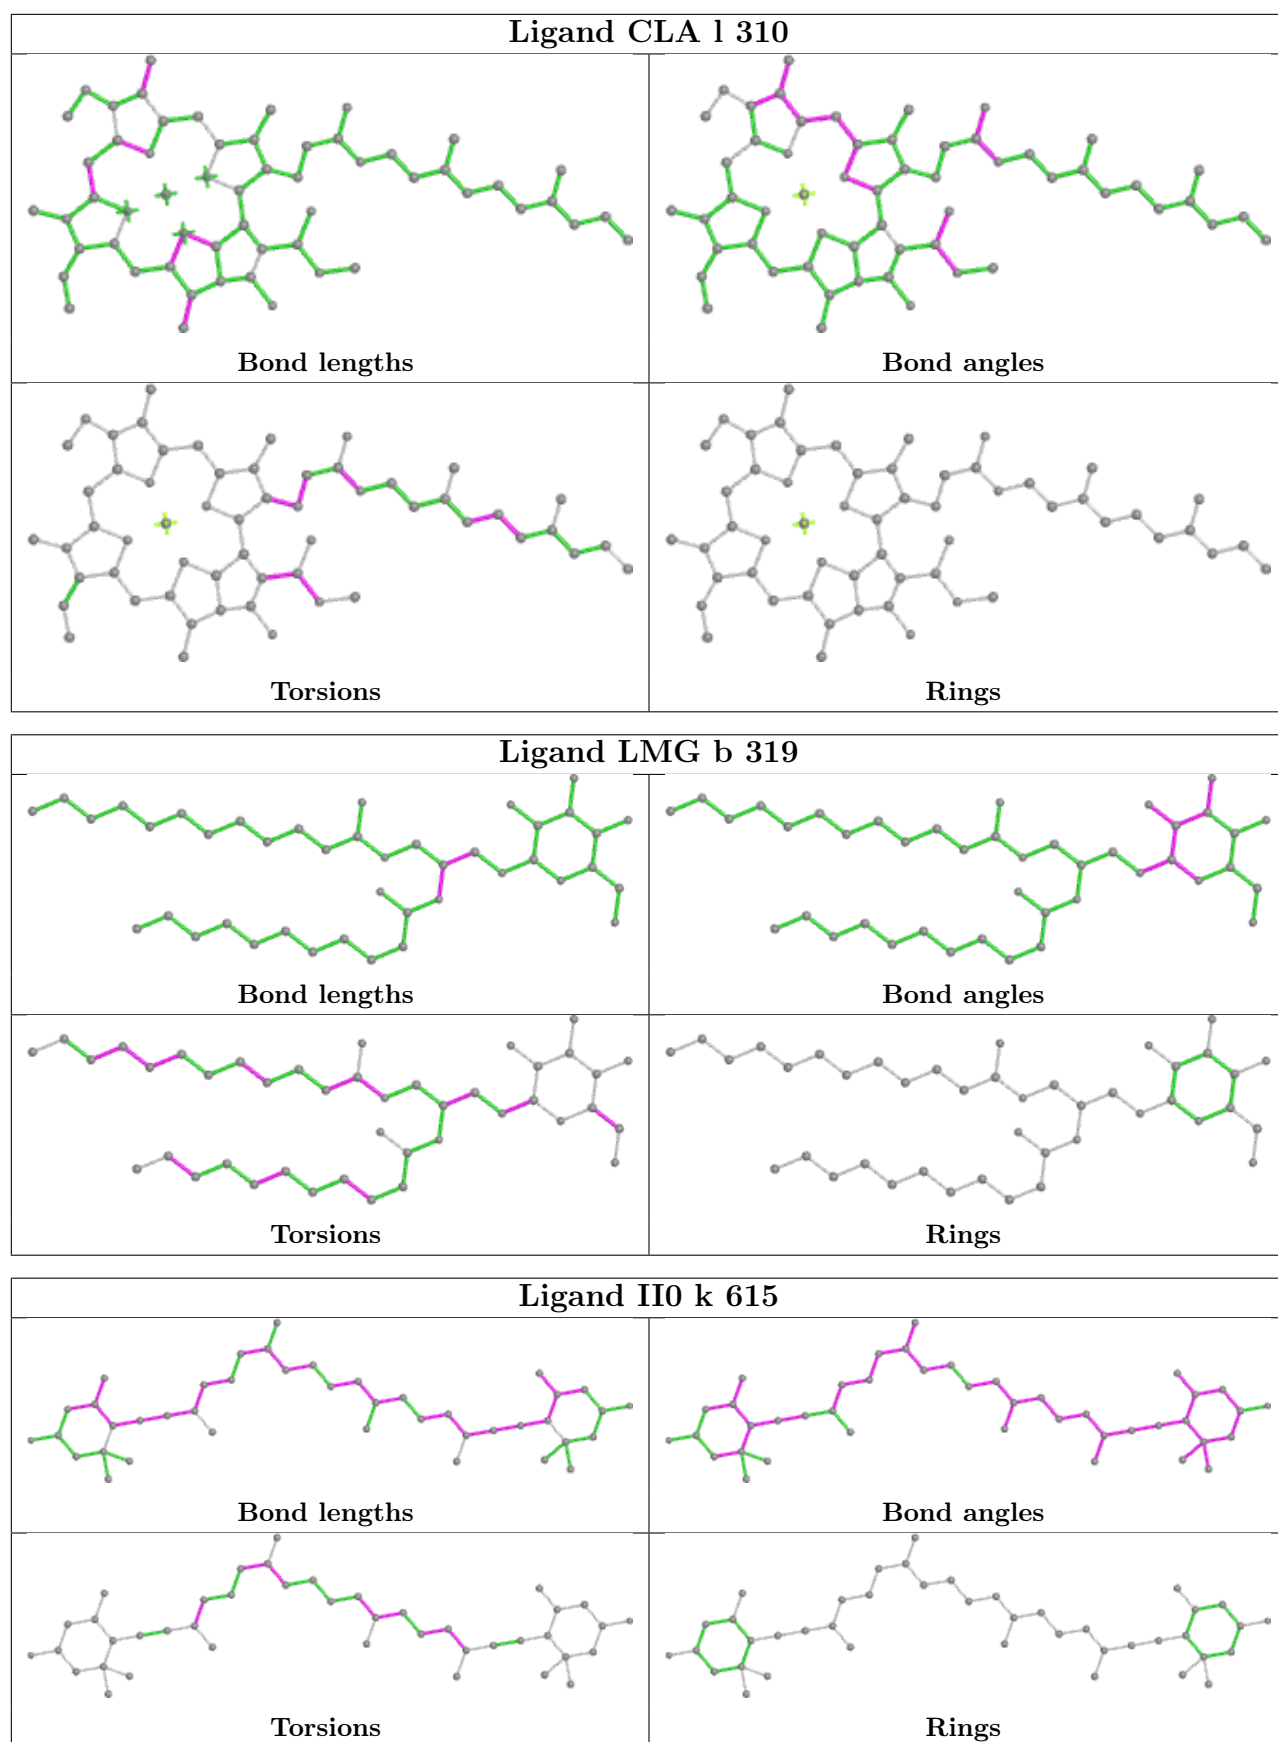 Ligand CLA l 310
Bond lengths
Bond angles
Torsions
Rings
Ligand LMG b 319
Bond lengths
Bond angles
Torsions
Rings
Ligand II0 k 615
Bond lengths
Bond angles
Torsions
Rings